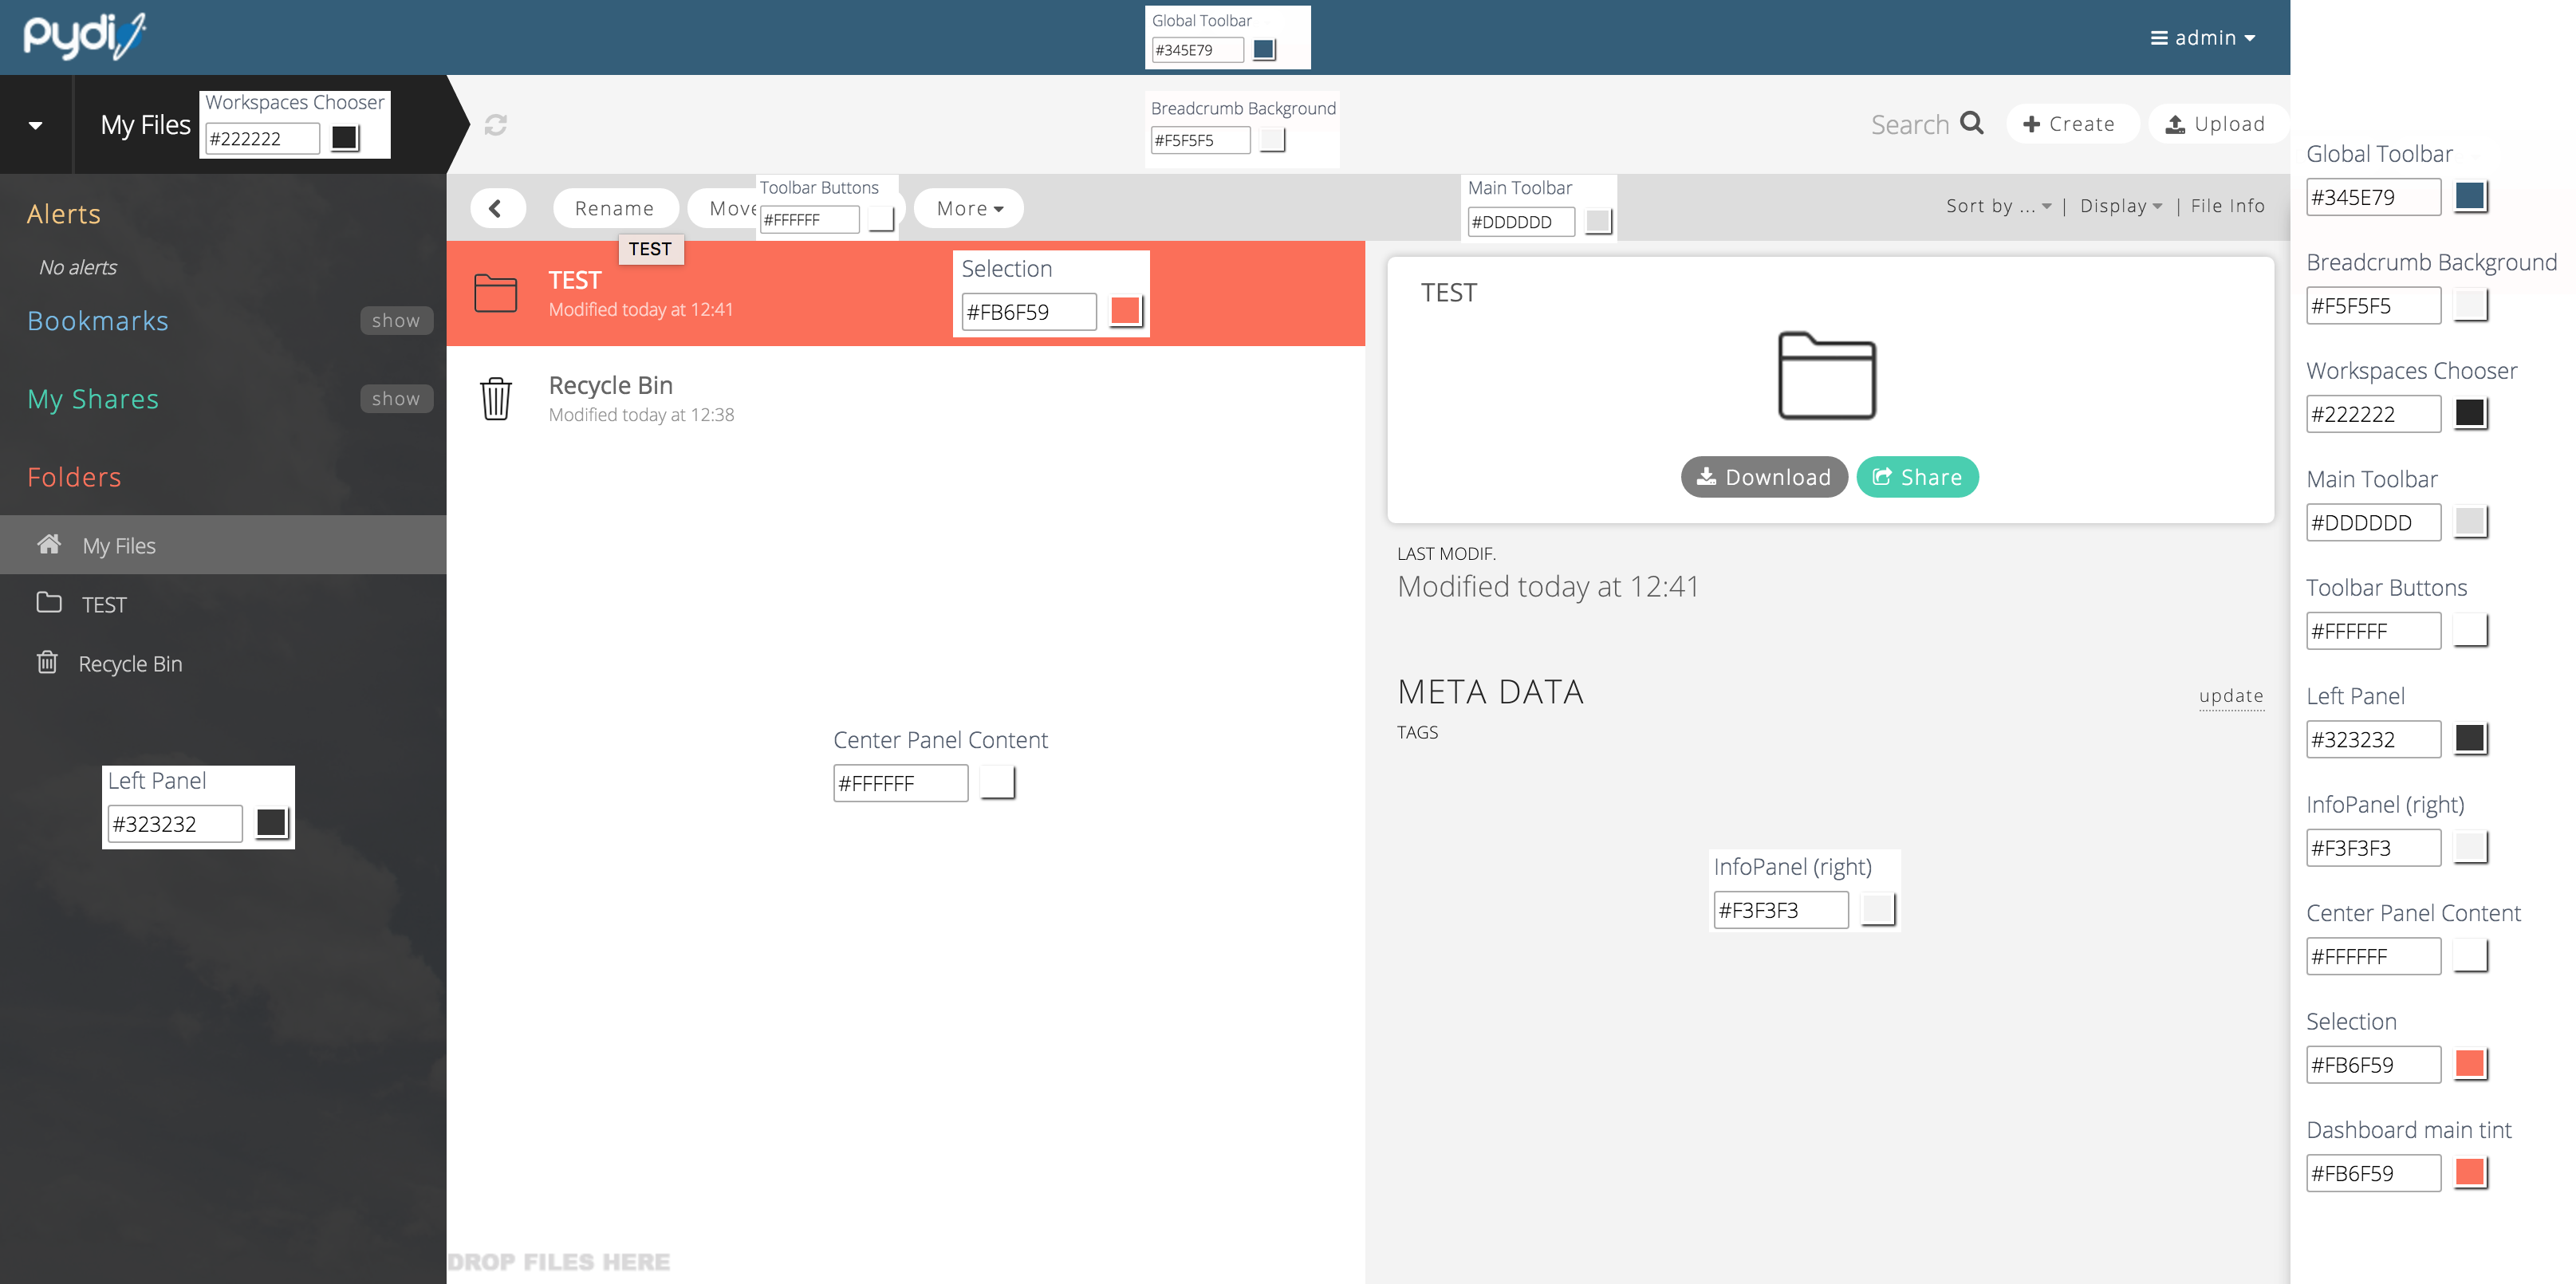 pydio
Global Toolbar
#345E79
admin
My Files
Workspaces Chooser
#222222
Breadcrumb Background
#F5F5F5
Search
Create
Upload
Rename
Move
Toolbar Buttons
#FFFFFF
More
Main Toolbar
#DDDDDD
Sort by ... | Display | File Info
TEST
Alerts
No alerts
Bookmarks
show
My Shares
show
Folders
My Files
TEST
Recycle Bin
Left Panel
#323232
TEST
Modified today at 12:41
Selection
#FB6F59
Recycle Bin
Modified today at 12:38
Center Panel Content
#FFFFFF
DROP FILES HERE
TEST
Download
Share
LAST MODIF.
Modified today at 12:41
META DATA
update
TAGS
InfoPanel (right)
#F3F3F3
Global Toolbar
#345E79
Breadcrumb Background
#F5F5F5
Workspaces Chooser
#222222
Main Toolbar
#DDDDDD
Toolbar Buttons
#FFFFFF
Left Panel
#323232
InfoPanel (right)
#F3F3F3
Center Panel Content
#FFFFFF
Selection
#FB6F59
Dashboard main tint
#FB6F59